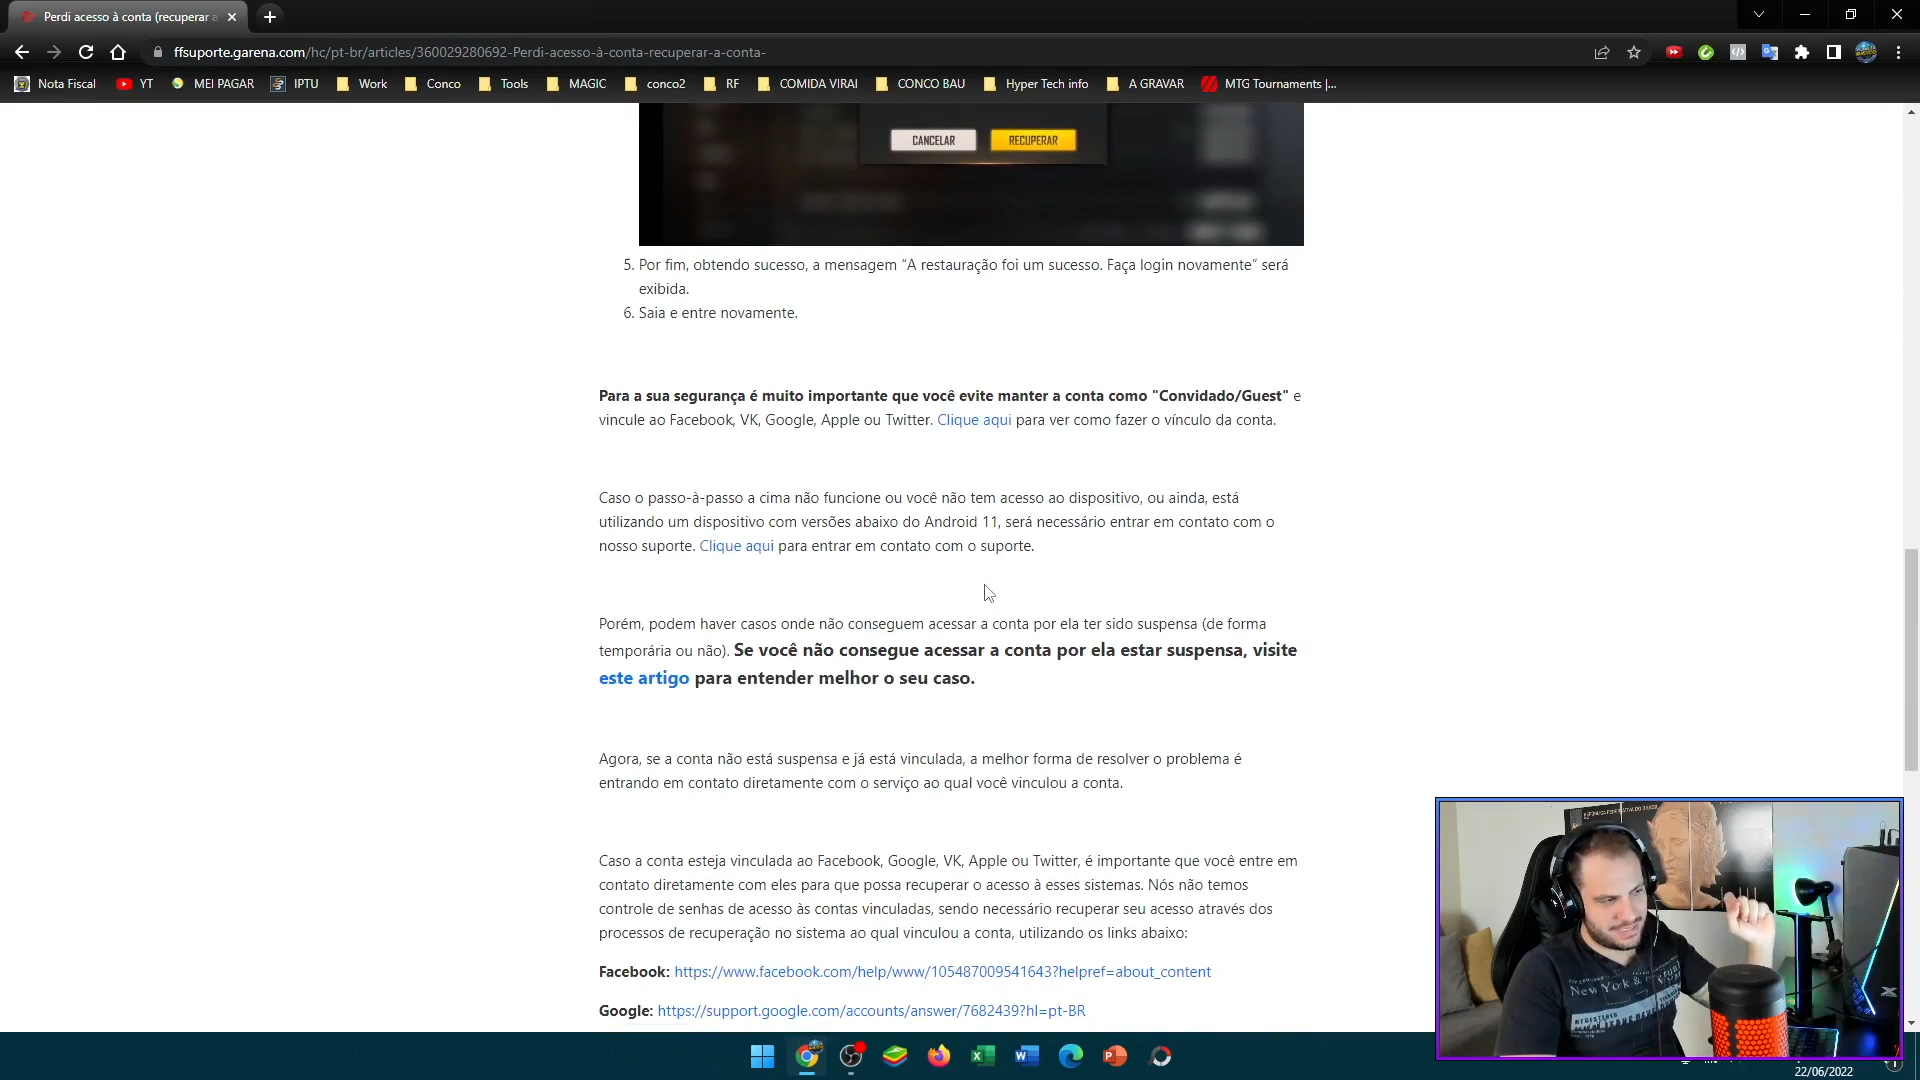 Perdi acesso à conta (recuperar a
ffsuporte.garena.com/hc/pt-br/articles/360029280692-Perdi-acesso-à-conta-recuperar-a-conta-
Nota Fiscal YT MEI PAGAR IPTU Work Conco Tools MAGIC conco2 RF COMIDA VIRAI CONCO BAU Hyper Tech info A GRAVAR MTG Tournaments |...
CANCELAR RECUPERAR
5. Por fim, obtendo sucesso, a mensagem “A restauração foi um sucesso. Faça login novamente” será
exibida.
6. Saia e entre novamente.
Para a sua segurança é muito importante que você evite manter a conta como "Convidado/Guest" e
vincule ao Facebook, VK, Google, Apple ou Twitter. Clique aqui para ver como fazer o vínculo da conta.
Caso o passo-à-passo a cima não funcione ou você não tem acesso ao dispositivo, ou ainda, está
utilizando um dispositivo com versões abaixo do Android 11, será necessário entrar em contato com o
nosso suporte. Clique aqui para entrar em contato com o suporte.
Porém, podem haver casos onde não conseguem acessar a conta por ela ter sido suspensa (de forma
temporária ou não). Se você não consegue acessar a conta por ela estar suspensa, visite
este artigo para entender melhor o seu caso.
Agora, se a conta não está suspensa e já está vinculada, a melhor forma de resolver o problema é
entrando em contato diretamente com o serviço ao qual você vinculou a conta.
Caso a conta esteja vinculada ao Facebook, Google, VK, Apple ou Twitter, é importante que você entre em
contato diretamente com eles para que possa recuperar o acesso à esses sistemas. Nós não temos
controle de senhas de acesso às contas vinculadas, sendo necessário recuperar seu acesso através dos
processos de recuperação no sistema ao qual vinculou a conta, utilizando os links abaixo:
Facebook: https://www.facebook.com/help/www/105487009541643?helpref=about_content
Google: https://support.google.com/accounts/answer/7682439?hl=pt-BR
REPÚBLICA FEDERATIVA DO BRASIL
New York &
22/06/2022